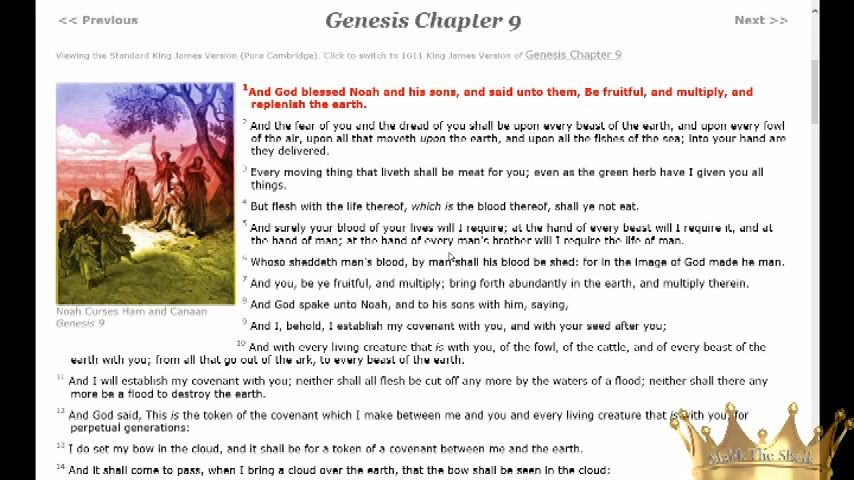 << Previous
Genesis Chapter 9
Next >>
Viewing the Standard King James Version (Pure Cambridge). Click to switch to 1611 King James Version of Genesis Chapter 9
1And God blessed Noah and his sons, and said unto them, Be fruitful, and multiply, and
replenish the earth.
2 And the fear of you and the dread of you shall be upon every beast of the earth, and upon every fowl
of the air, upon all that moveth upon the earth, and upon all the fishes of the sea; into your hand are
they delivered.
3 Every moving thing that liveth shall be meat for you; even as the green herb have I given you all
things.
4 But flesh with the life thereof, which is the blood thereof, shall ye not eat.
5 And surely your blood of your lives will I require; at the hand of every beast will I require it, and at
the hand of man; at the hand of every man's brother will I require the life of man.
6 Whoso sheddeth man's blood, by man shall his blood be shed: for in the image of God made he man.
7 And you, be ye fruitful, and multiply; bring forth abundantly in the earth, and multiply therein.
8 And God spake unto Noah, and to his sons with him, saying,
9 And I, behold, I establish my covenant with you, and with your seed after you;
10 And with every living creature that is with you, of the fowl, of the cattle, and of every beast of the
earth with you; from all that go out of the ark, to every beast of the earth.
Noah Curses Ham and Canaan
Genesis 9
11 And I will establish my covenant with you; neither shall all flesh be cut off any more by the waters of a flood; neither shall there any
more be a flood to destroy the earth.
12 And God said, This is the token of the covenant which I make between me and you and every living creature that is with you, for
perpetual generations:
13 I do set my bow in the cloud, and it shall be for a token of a covenant between me and the earth.
14 And it shall come to pass, when I bring a cloud over the earth, that the bow shall be seen in the cloud:
The